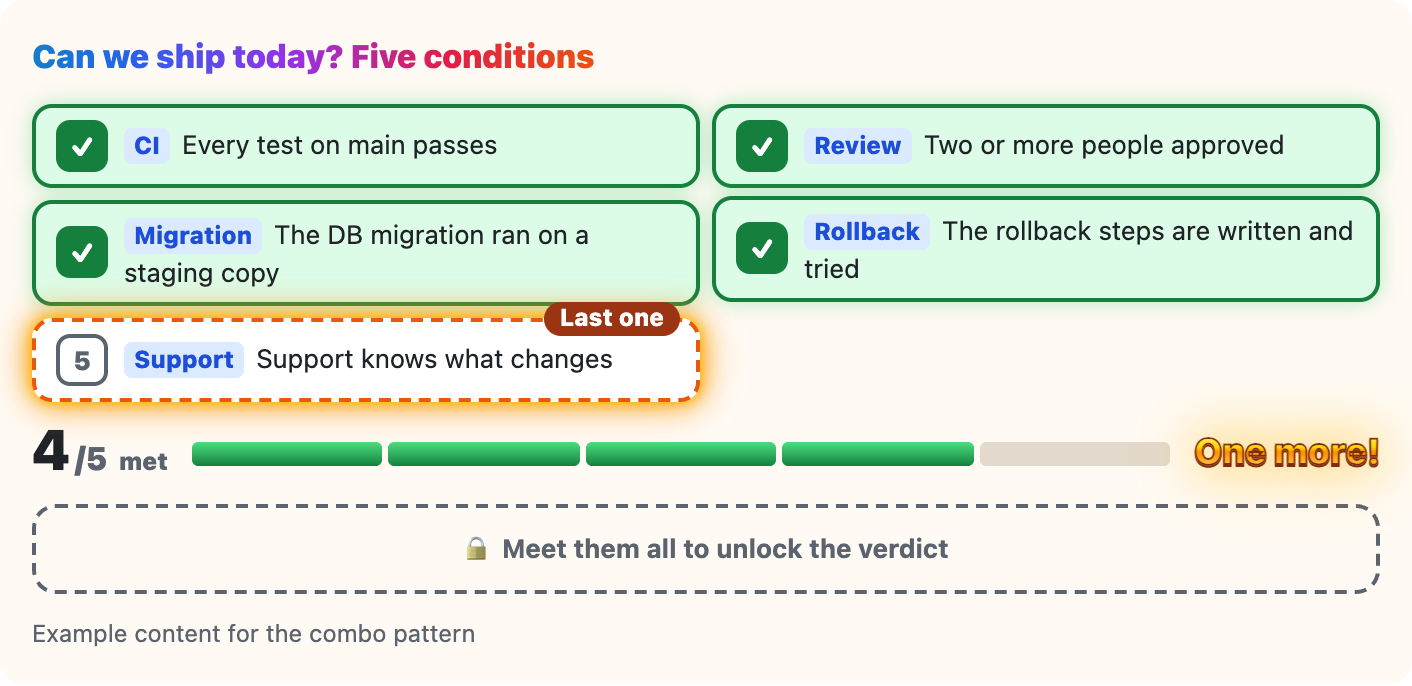 Can we ship today? Five conditions
CI Every test on main passes
Review Two or more people approved
Migration The DB migration ran on a
staging copy
Rollback The rollback steps are written and
tried
Last one
5 Support Support knows what changes
4/5 met
One more!
🔒 Meet them all to unlock the verdict
Example content for the combo pattern